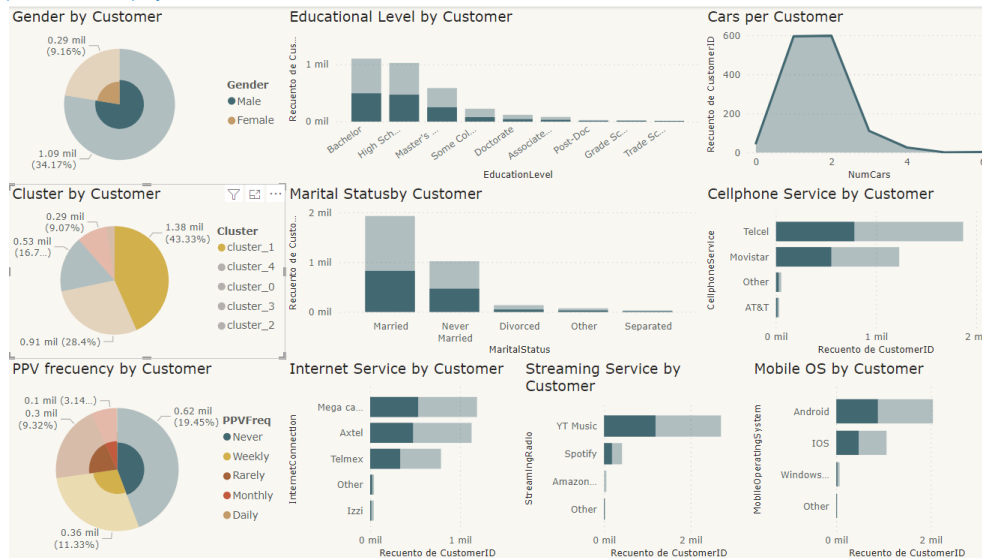 Gender by Customer
0.29 mil
(9.16%)
1.09 mil
(34.17%)
Gender
Male
Female
Educational Level by Customer
Recuento de Cus...
1 mil
0 mil
Bachelor
High Sch...
Master's ...
Some Col...
Doctorate
Associate...
Post-Doc
Grade Sc...
Trade Sc...
EducationLevel
Cars per Customer
Recuento de CustomerID
600
400
200
0
0
2
4
6
NumCars
Cluster by Customer
0.29 mil
(9.07%)
0.53 mil
(16.7...)
1.38 mil
(43.33%)
0.91 mil (28.4%)
Cluster
cluster_1
cluster_4
cluster_0
cluster_3
cluster_2
Marital Statusby Customer
Recuento de Custo...
2 mil
1 mil
0 mil
Married
Never
Married
Divorced
Other
Separated
MaritalStatus
Cellphone Service by Customer
CellphoneService
Telcel
Movistar
Other
AT&T
0 mil
1 mil
2 m
Recuento de CustomerID
PPV frecuency by Customer
0.1 mil (3.14...)
0.3 mil
(9.32%)
0.62 mil
(19.45%)
0.36 mil
(11.33%)
PPVFreq
Never
Weekly
Rarely
Monthly
Daily
Internet Service by Customer
InternetConnection
Mega ca...
Axtel
Telmex
Other
Izzi
0 mil
1 mil
Recuento de CustomerID
Streaming Service by
Customer
StreamingRadio
YT Music
Spotify
Amazon...
Other
0 mil
2 mil
Recuento de CustomerID
Mobile OS by Customer
MobileOperatingSystem
Android
IOS
Windows...
Other
0 mil
2 mil
Recuento de CustomerID